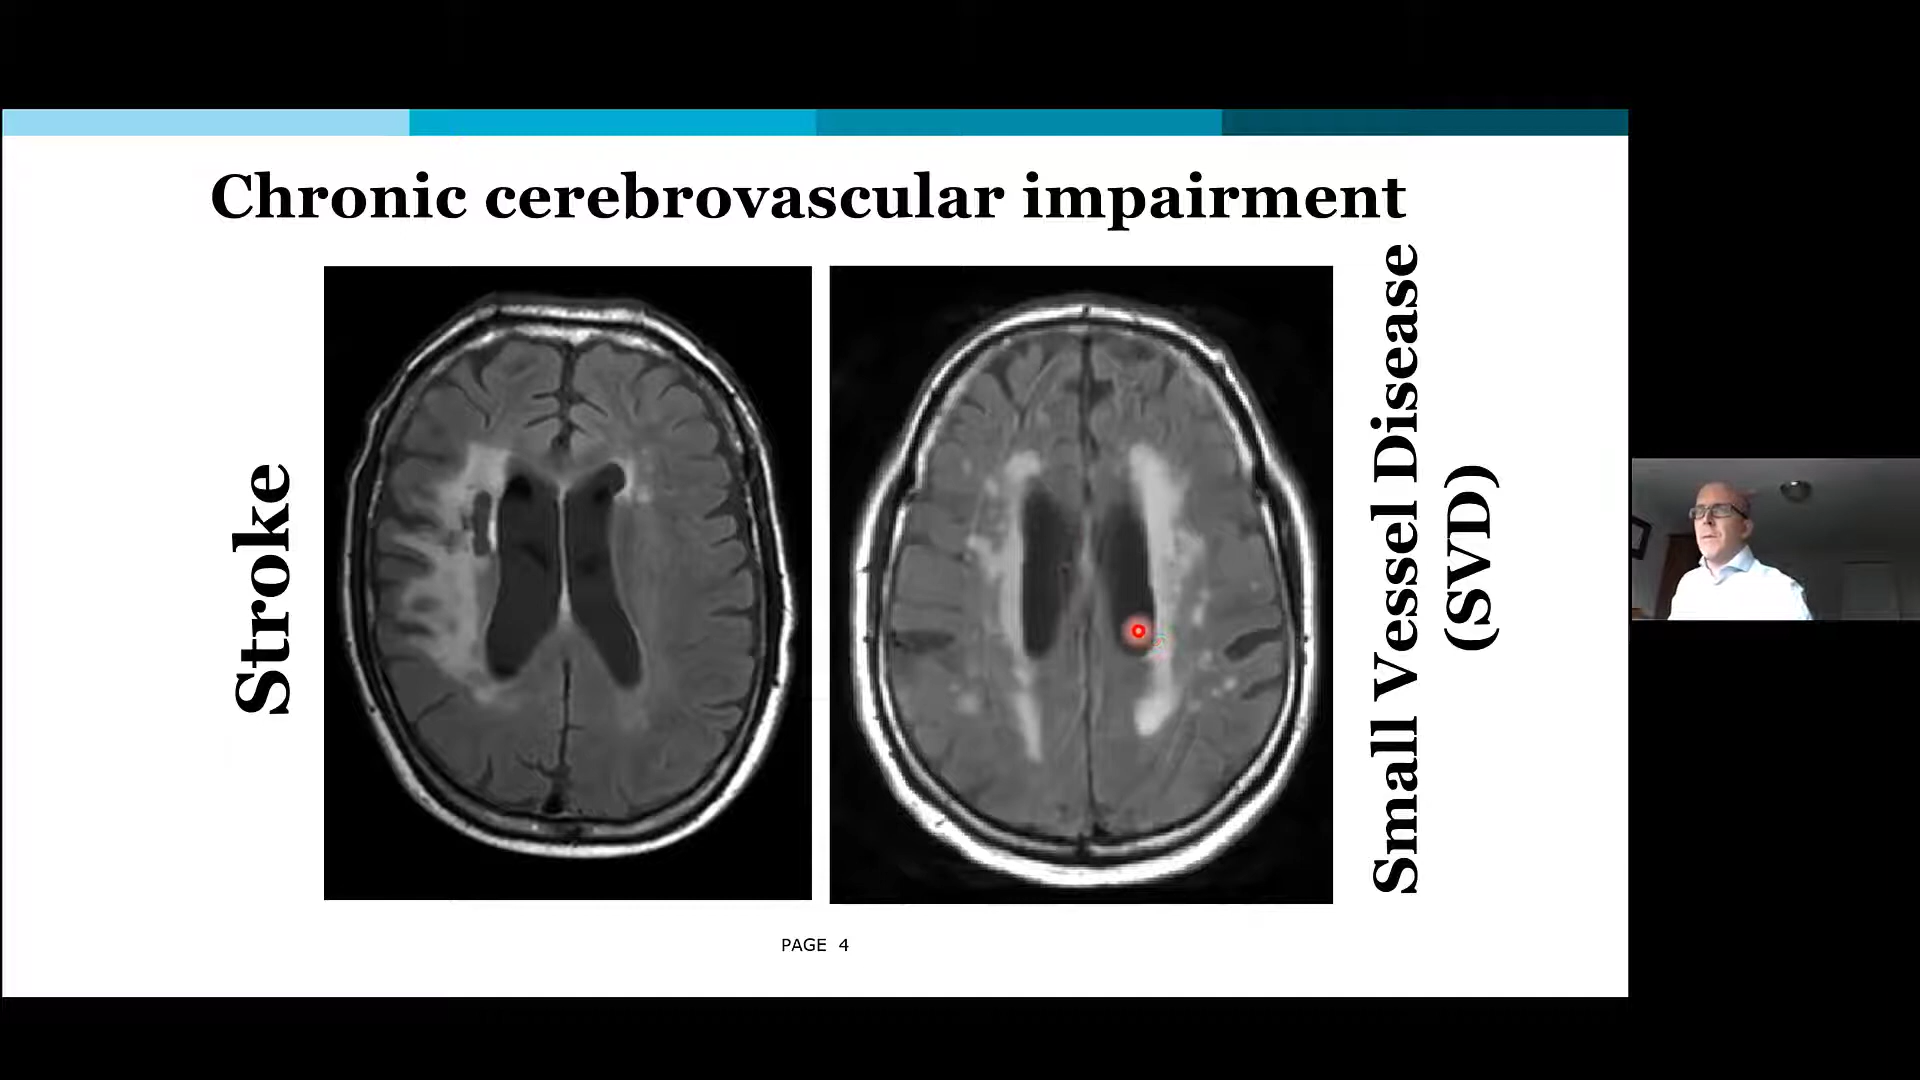 Chronic cerebrovascular impairment
Stroke
Small Vessel Disease
(SVD)
PAGE 4